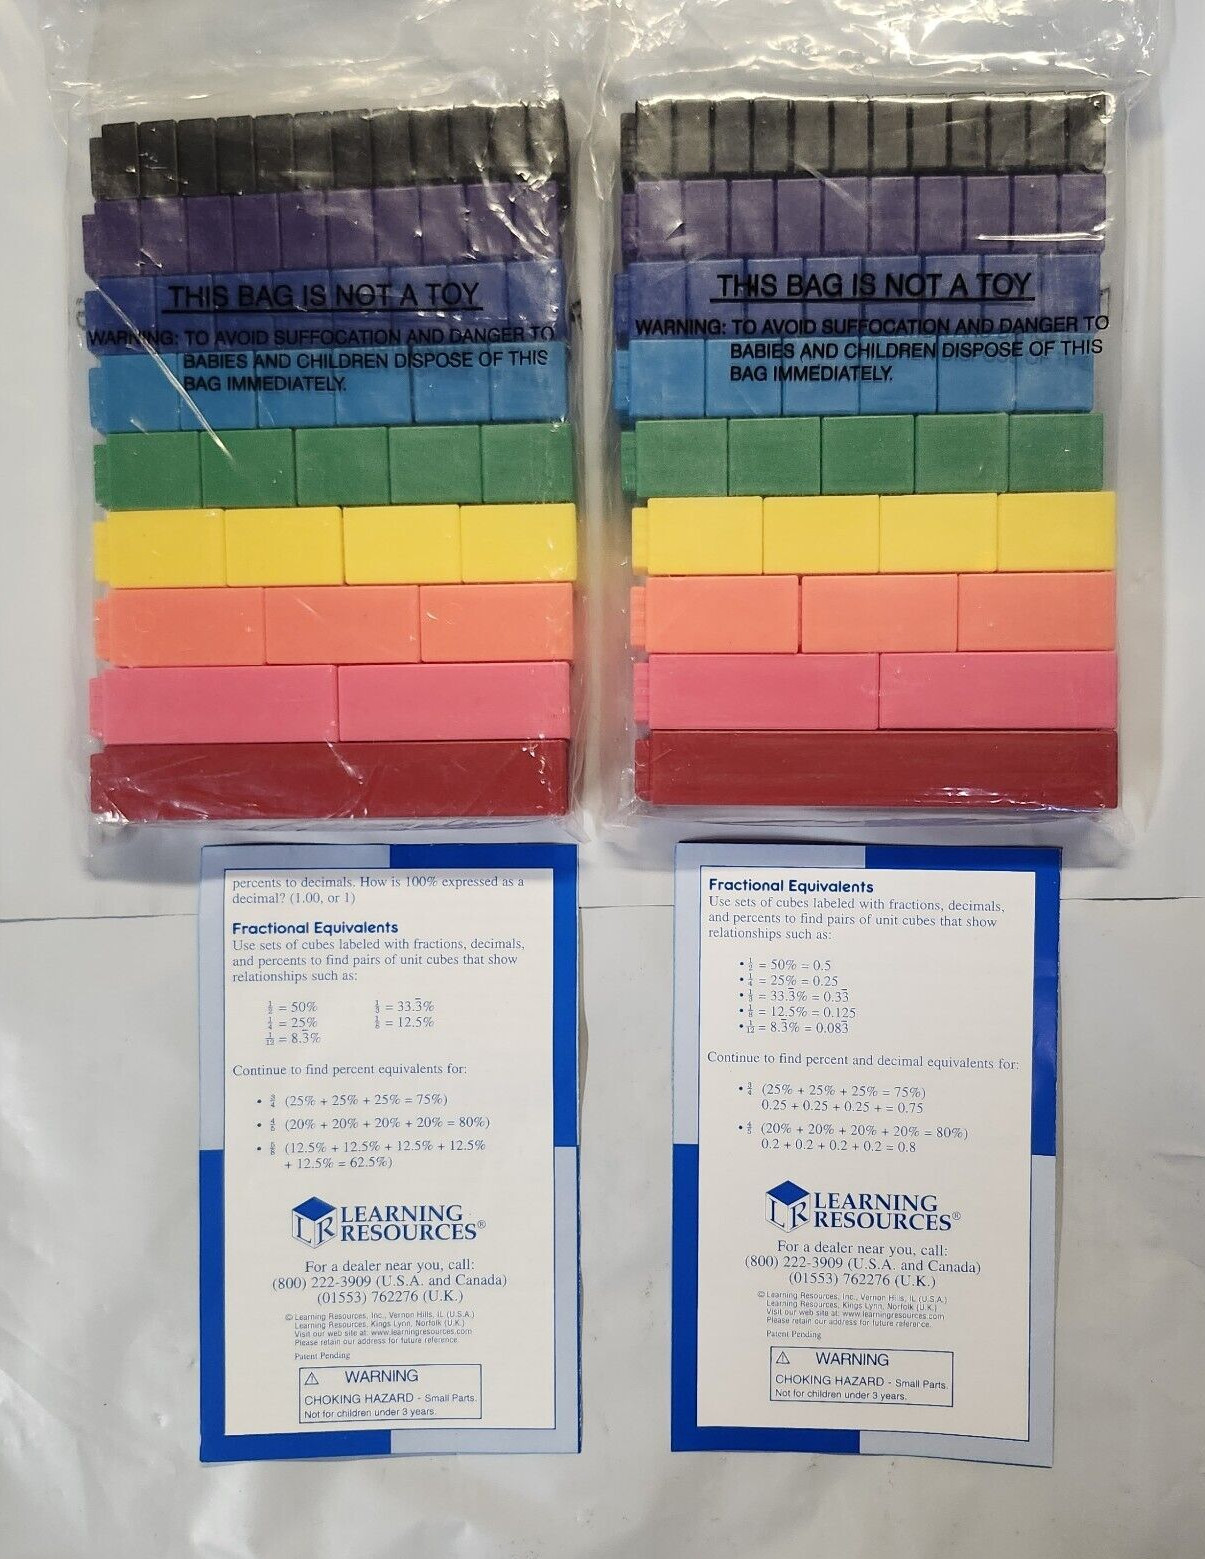 THIS BAG IS NOT A TOY
WARNING: TO AVOID SUFFOCATION AND DANGER TO
BABIES AND CHILDREN DISPOSE OF THIS
BAG IMMEDIATELY.
THIS BAG IS NOT A TOY
WARNING: TO AVOID SUFFOCATION AND DANGER TO
BABIES AND CHILDREN DISPOSE OF THIS
BAG IMMEDIATELY.
percents to decimals. How is 100% expressed as a
decimal? (1.00, or 1)
Fractional Equivalents
Use sets of cubes labeled with fractions, decimals,
and percents to find pairs of unit cubes that show
relationships such as:
1/2 = 50% 1/3 = 33.3̅%
1/4 = 25% 1/8 = 12.5%
1/12 = 8.3̅%
Continue to find percent equivalents for:
• 3/4 (25% + 25% + 25% = 75%)
• 4/5 (20% + 20% + 20% + 20% = 80%)
• 5/8 (12.5% + 12.5% + 12.5% + 12.5%
+ 12.5% = 62.5%)
LR LEARNING
RESOURCES®
For a dealer near you, call:
(800) 222-3909 (U.S.A. and Canada)
(01553) 762276 (U.K.)
© Learning Resources, Inc., Vernon Hills, IL (U.S.A.)
Learning Resources, Kings Lynn, Norfolk (U.K.)
Visit our web site at: www.learningresources.com
Please retain our address for future reference.
Patent Pending
⚠ WARNING
CHOKING HAZARD - Small Parts.
Not for children under 3 years.
Fractional Equivalents
Use sets of cubes labeled with fractions, decimals,
and percents to find pairs of unit cubes that show
relationships such as:
• 1/2 = 50% = 0.5
• 1/4 = 25% = 0.25
• 1/3 = 33.3̅% = 0.33̅
• 1/8 = 12.5% = 0.125
• 1/12 = 8.3̅% = 0.083̅
Continue to find percent and decimal equivalents for:
• 3/4 (25% + 25% + 25% = 75%)
0.25 + 0.25 + 0.25 + = 0.75
• 4/5 (20% + 20% + 20% + 20% = 80%)
0.2 + 0.2 + 0.2 + 0.2 = 0.8
LR LEARNING
RESOURCES®
For a dealer near you, call:
(800) 222-3909 (U.S.A. and Canada)
(01553) 762276 (U.K.)
© Learning Resources, Inc., Vernon Hills, IL (U.S.A.)
Learning Resources, Kings Lynn, Norfolk (U.K.)
Visit our web site at: www.learningresources.com
Please retain our address for future reference.
Patent Pending
⚠ WARNING
CHOKING HAZARD - Small Parts.
Not for children under 3 years.